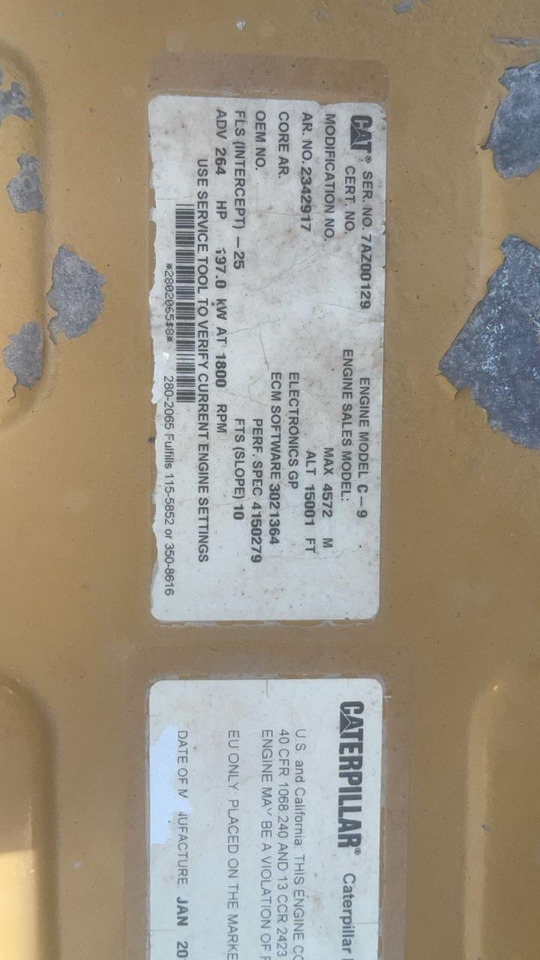 CAT® SER. NO. 7AZ00129 ENGINE MODEL C-9
CERT. NO. ENGINE SALES MODEL:
MODIFICATION NO. MAX 4572 M
AR. NO. 2342917 ALT 15001 FT
CORE AR. ELECTRONICS GP
OEM NO. ECM SOFTWARE 3021364
FLS (INTERCEPT) -25 PERF. SPEC 4150279
FTS (SLOPE) 10
ADV 264 HP 197.0 kW AT 1800 RPM
USE SERVICE TOOL TO VERIFY CURRENT ENGINE SETTINGS
280-2065 Fulfills 115-5852 or 350-8616
CATERPILLAR® Caterpillar
U.S. and California. THIS ENGINE
40 CFR 1068.240 AND 13 CCR 2423
ENGINE MAY BE A VIOLATION OF
EU ONLY. PLACED ON THE
DATE OF JAN